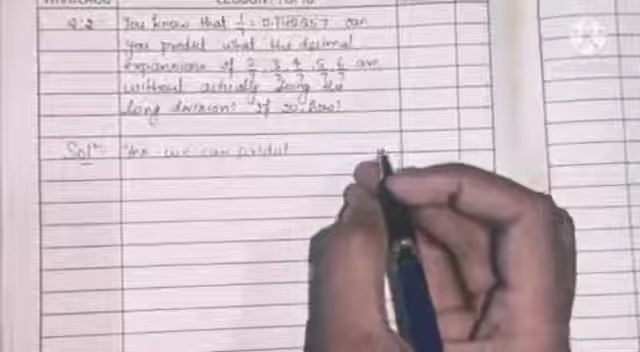 Q.2 You know that 1/7 = 0.142857 can
you predict what the decimal
expansions of 2/7, 3/7, 4/7, 5/7, 6/7 are
without actually doing the
long division? If so, how?
Solⁿ Yes we can predict